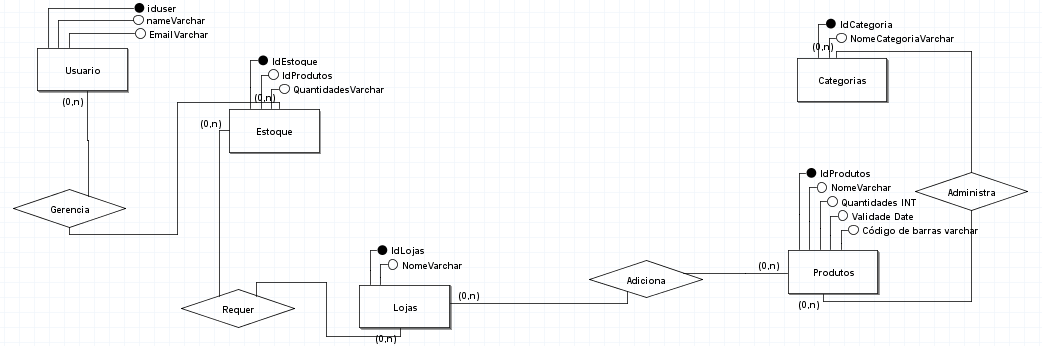 iduser
nameVarchar
EmailVarchar
Usuario
(0,n)
IdEstoque
IdProdutos
QuantidadesVarchar
(0,n)
(0,n)
Estoque
Gerencia
IdLojas
NomeVarchar
Requer
Lojas
(0,n)
(0,n)
Adiciona
(0,n)
IdCategoria
NomeCategoriaVarchar
(0,n)
Categorias
IdProdutos
NomeVarchar
Quantidades INT
Validade Date
Código de barras varchar
Administra
Produtos
(0,n)